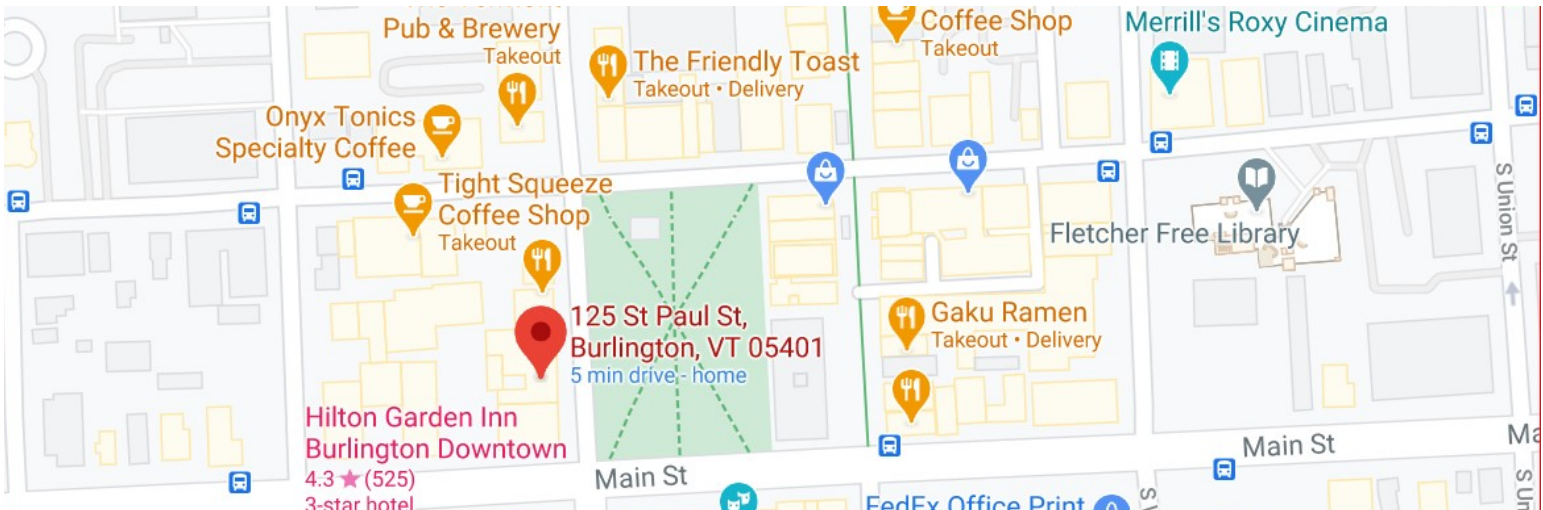 Pub & Brewery
Takeout
The Friendly Toast
Takeout • Delivery
Coffee Shop
Takeout
Merrill's Roxy Cinema
Onyx Tonics
Specialty Coffee
Tight Squeeze
Coffee Shop
Takeout
Fletcher Free Library
S Union St
125 St Paul St,
Burlington, VT 05401
5 min drive - home
Gaku Ramen
Takeout • Delivery
Hilton Garden Inn
Burlington Downtown
4.3 ★ (525)
3-star hotel
Main St
Main St
FedEx Office Print